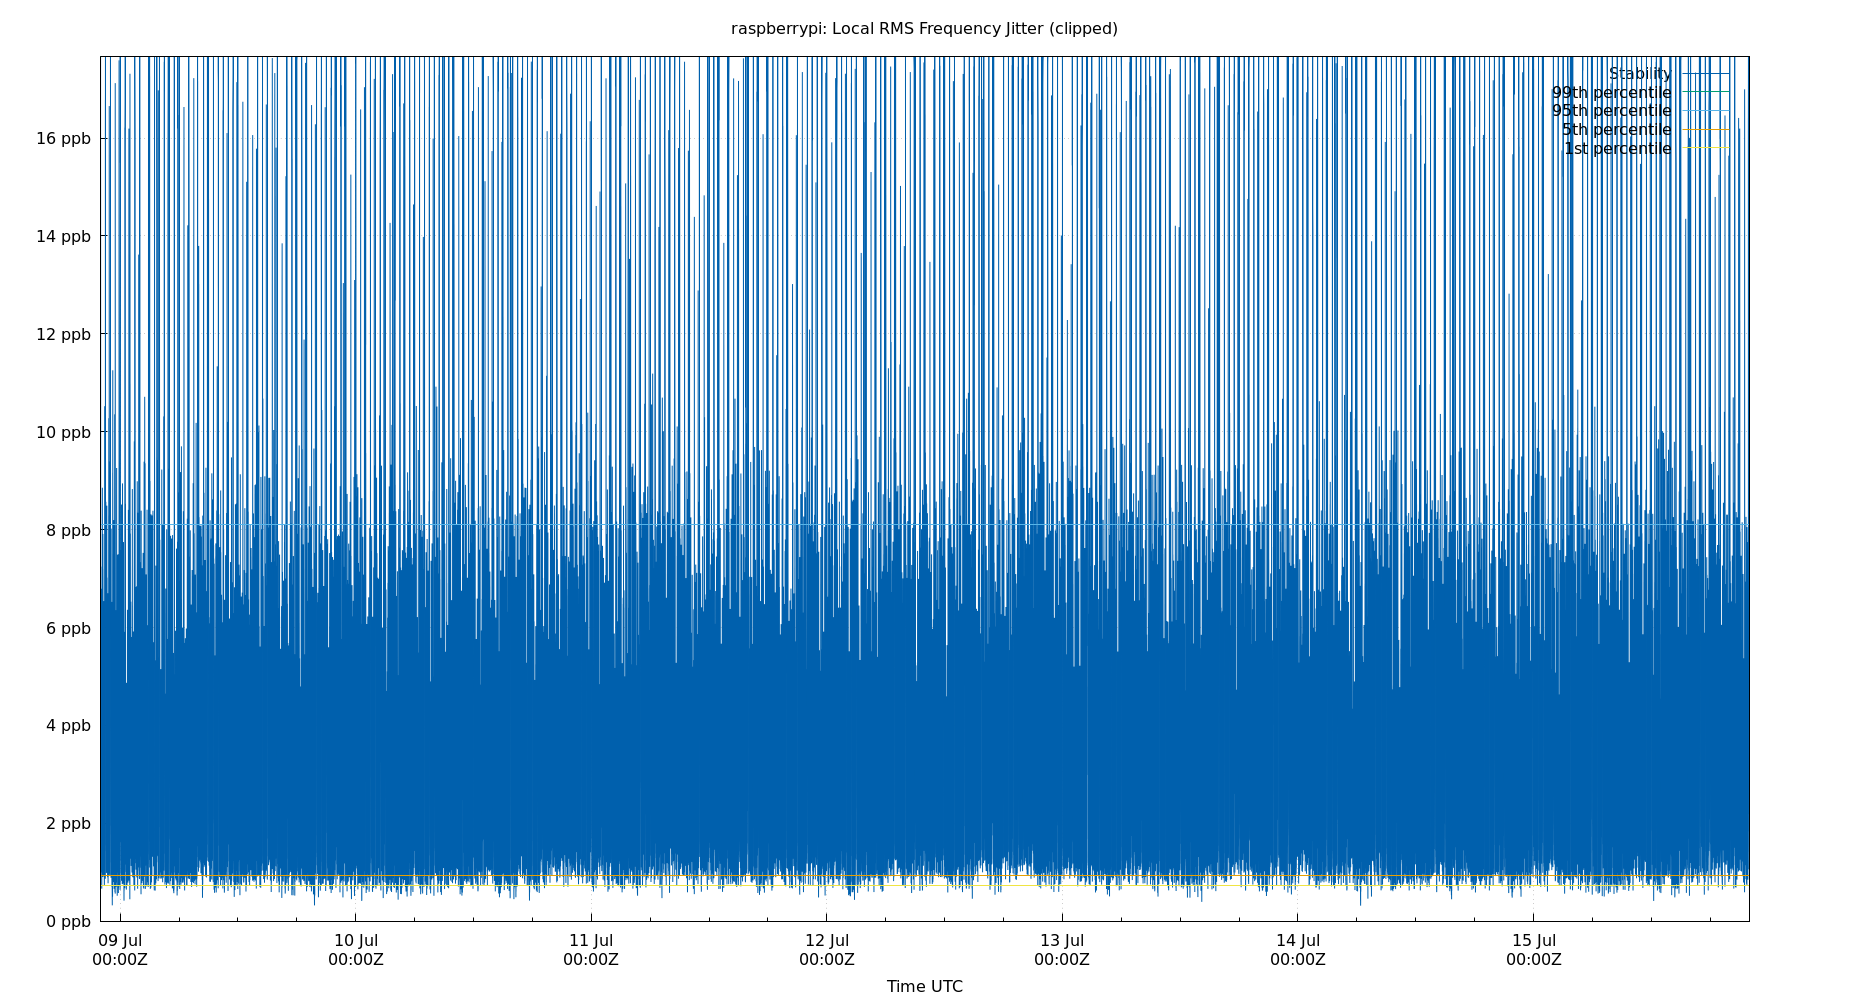 raspberrypi: Local RMS Frequency Jitter (clipped)
Stability
99th percentile
95th percentile
5th percentile
1st percentile
16 ppb
14 ppb
12 ppb
10 ppb
8 ppb
6 ppb
4 ppb
2 ppb
0 ppb
09 Jul 10 Jul 11 Jul 12 Jul 13 Jul 14 Jul 15 Jul
00:00Z 00:00Z 00:00Z 00:00Z 00:00Z 00:00Z 00:00Z
Time UTC